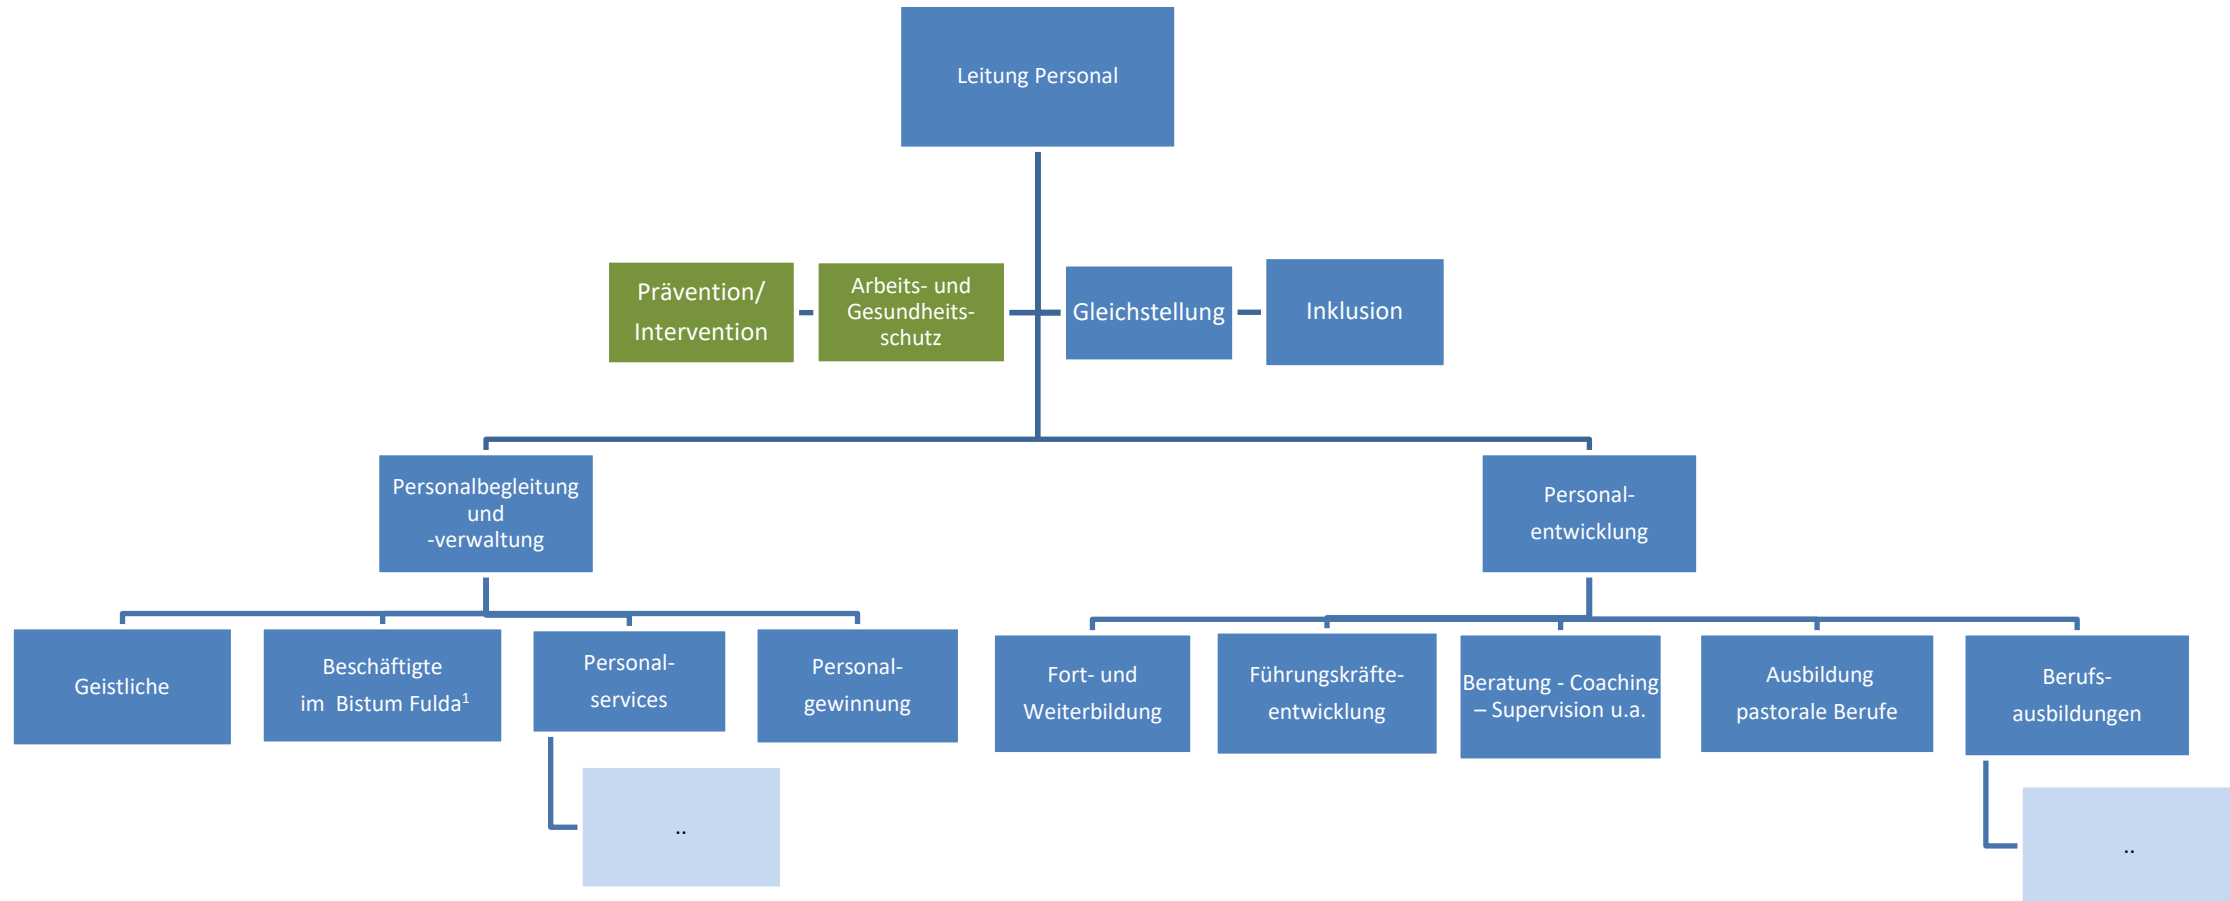 Leitung Personal
Prävention/
Intervention
Arbeits- und
Gesundheits-
schutz
Gleichstellung
Inklusion
Personalbegleitung
und
-verwaltung
Personal-
entwicklung
Geistliche
Beschäftigte
im Bistum Fulda¹
Personal-
services
Personal-
gewinnung
Fort- und
Weiterbildung
Führungskräfte-
entwicklung
Beratung - Coaching
– Supervision u.a.
Ausbildung
pastorale Berufe
Berufs-
ausbildungen
..
..